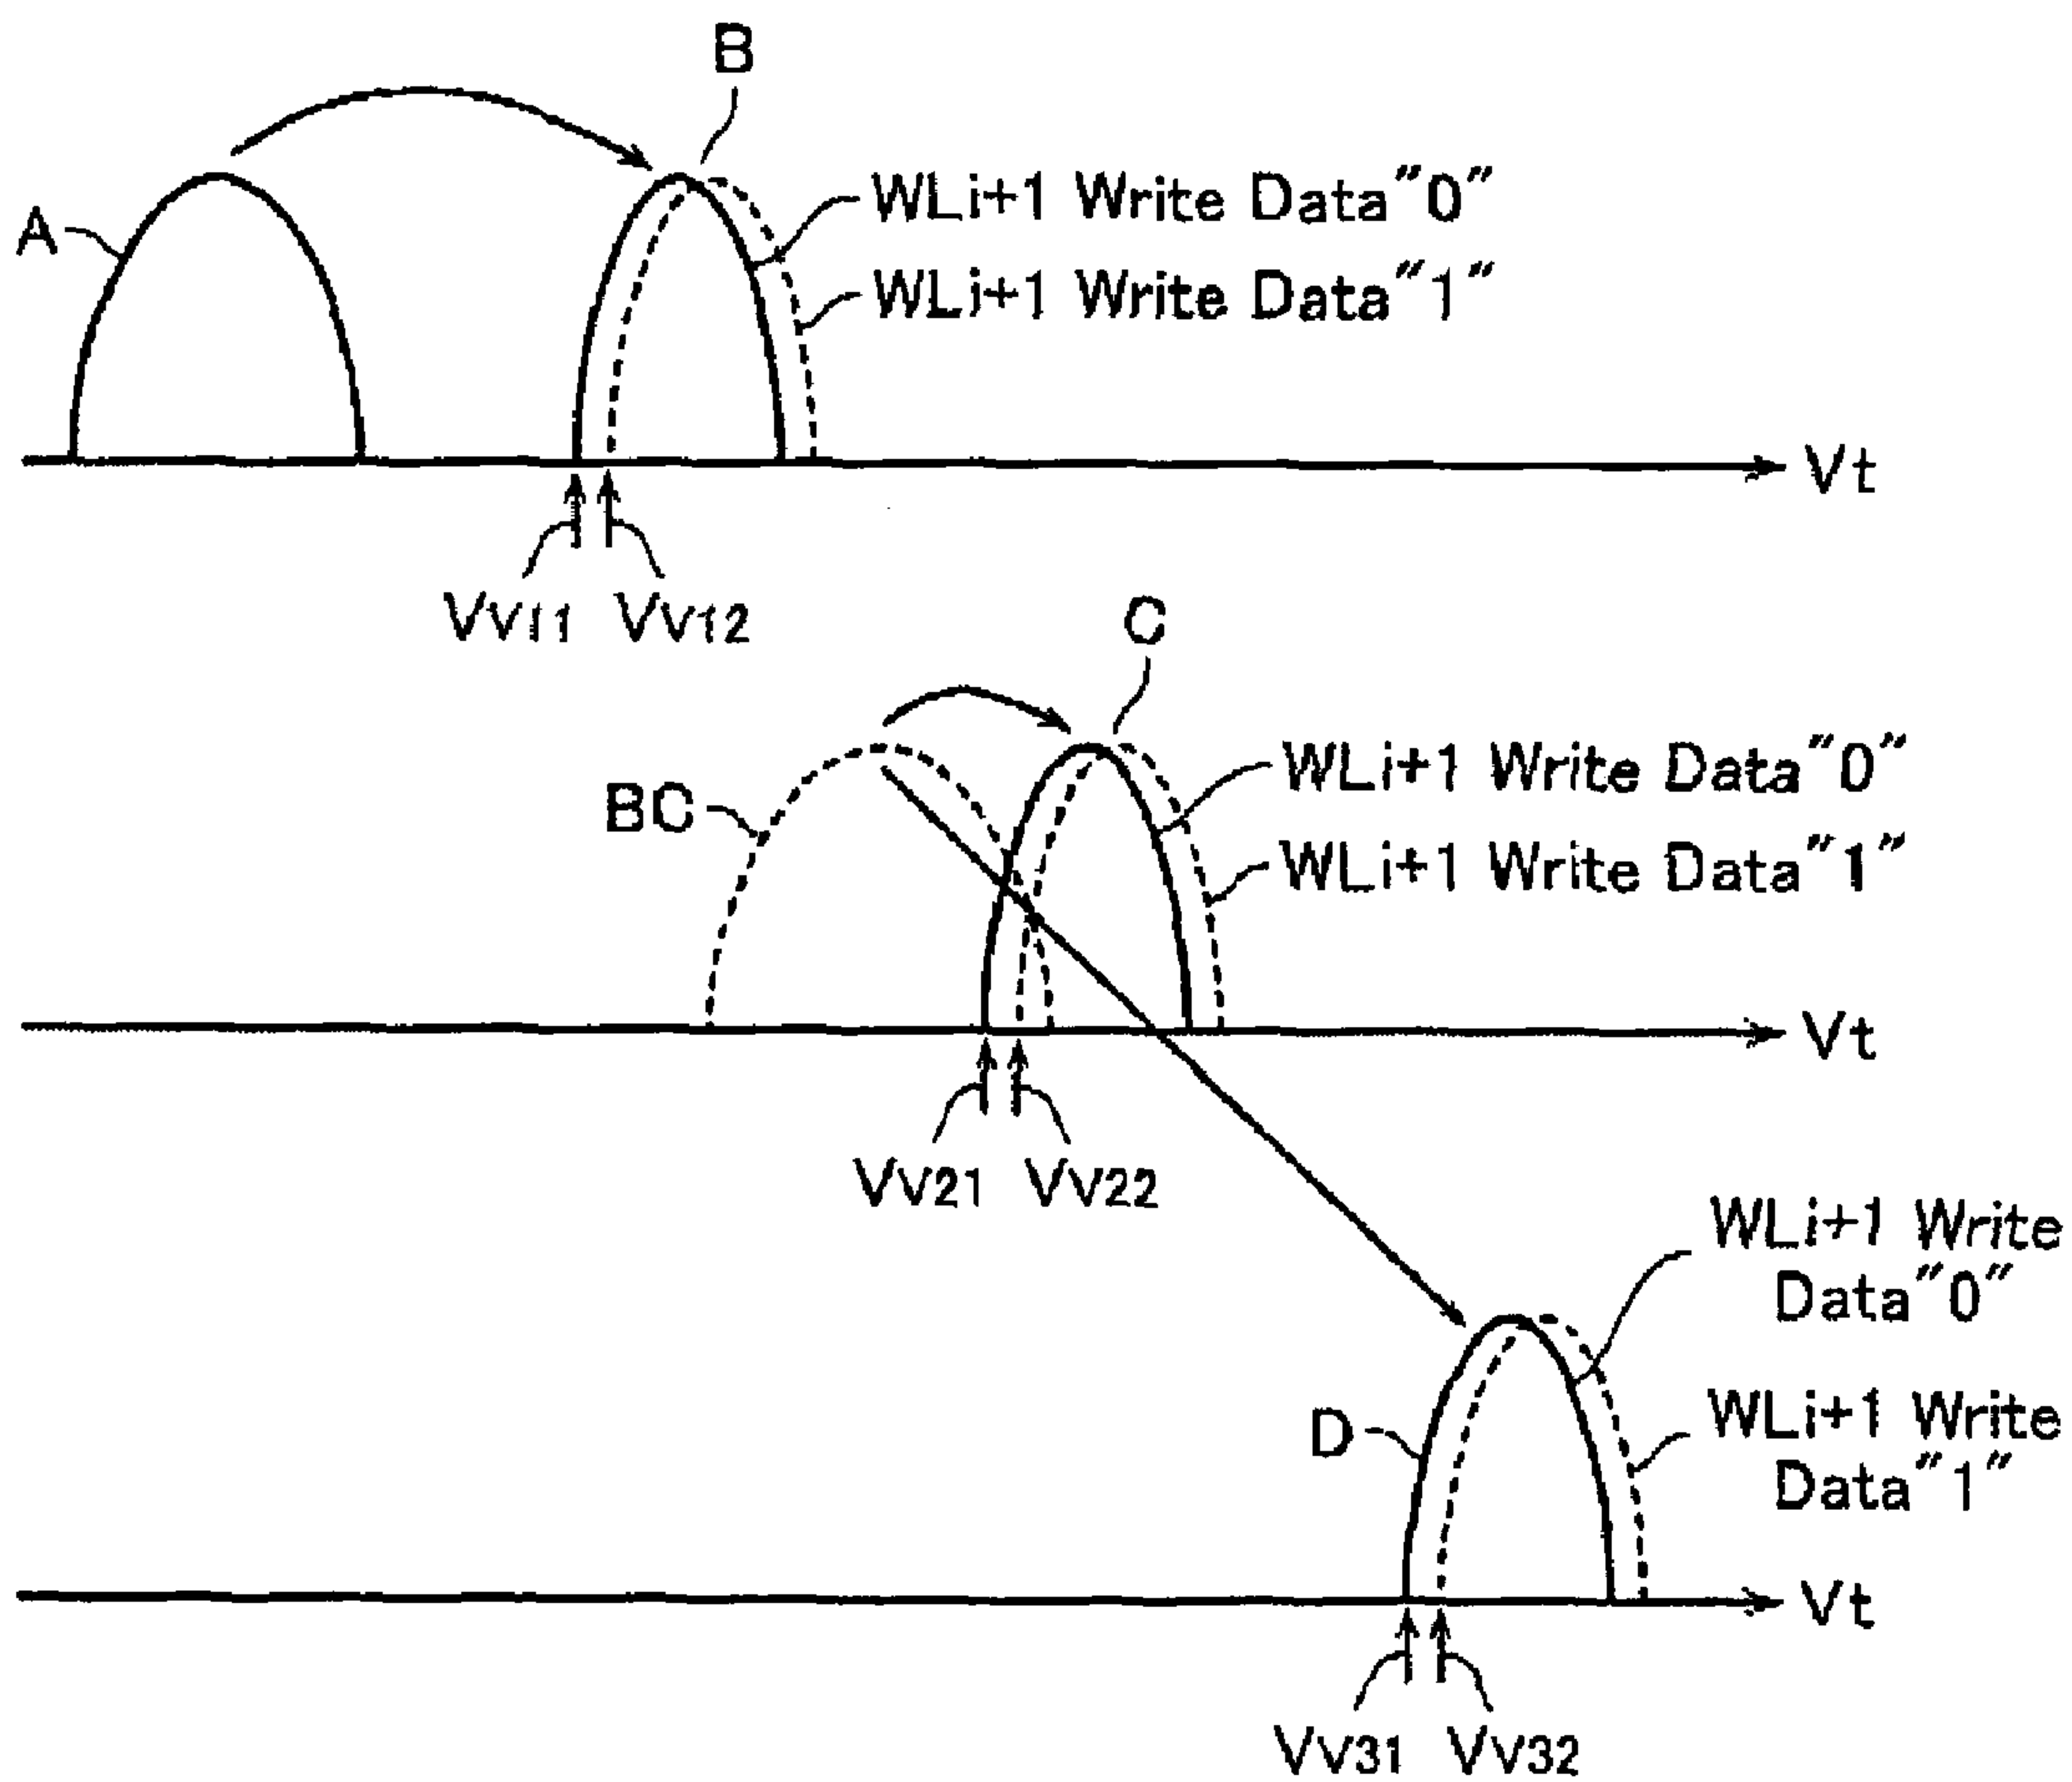 B
WLi+1 Write Data"0"
A
WLi+1 Write Data"1"
Vt
VV11 VV12
C
WLi+1 Write Data"0"
BC
WLi+1 Write Data"1"
Vt
VV21 VV22
WLi+1 Write
Data"0"
D
WLi+1 Write
Data"1"
Vt
VV31 VV32